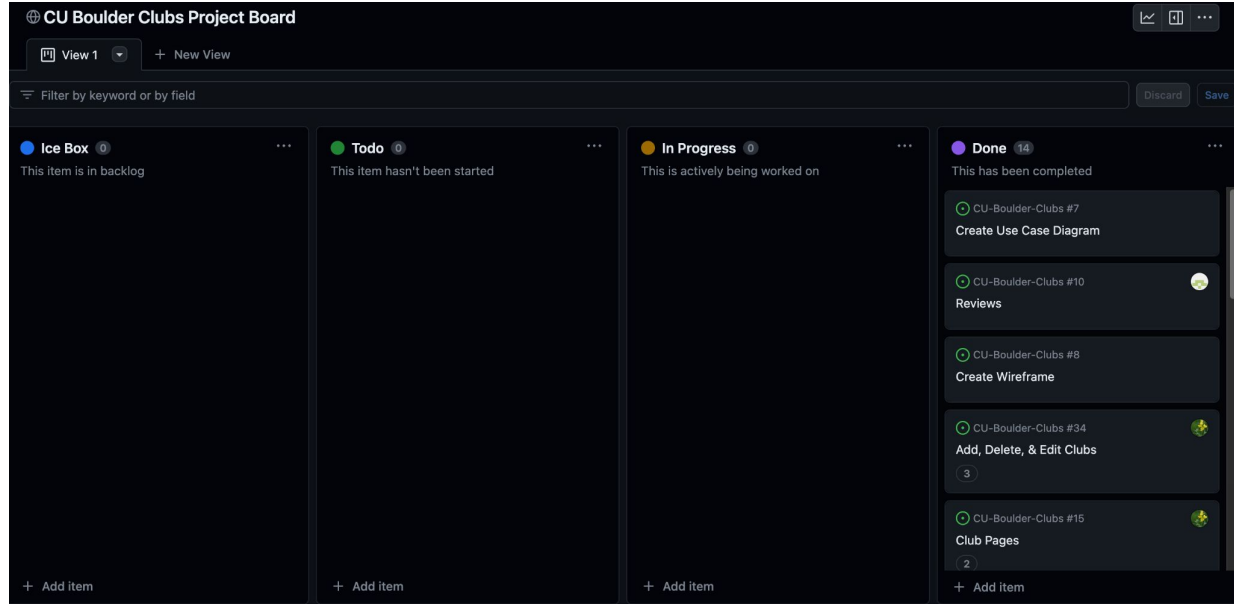 CU Boulder Clubs Project Board
View 1
+ New View
Filter by keyword or by field
Discard
Save
Ice Box 0
This item is in backlog
+ Add item
Todo 0
This item hasn't been started
+ Add item
In Progress 0
This is actively being worked on
+ Add item
Done 14
This has been completed
CU-Boulder-Clubs #7
Create Use Case Diagram
CU-Boulder-Clubs #10
Reviews
CU-Boulder-Clubs #8
Create Wireframe
CU-Boulder-Clubs #34
Add, Delete, & Edit Clubs
3
CU-Boulder-Clubs #15
Club Pages
2
+ Add item